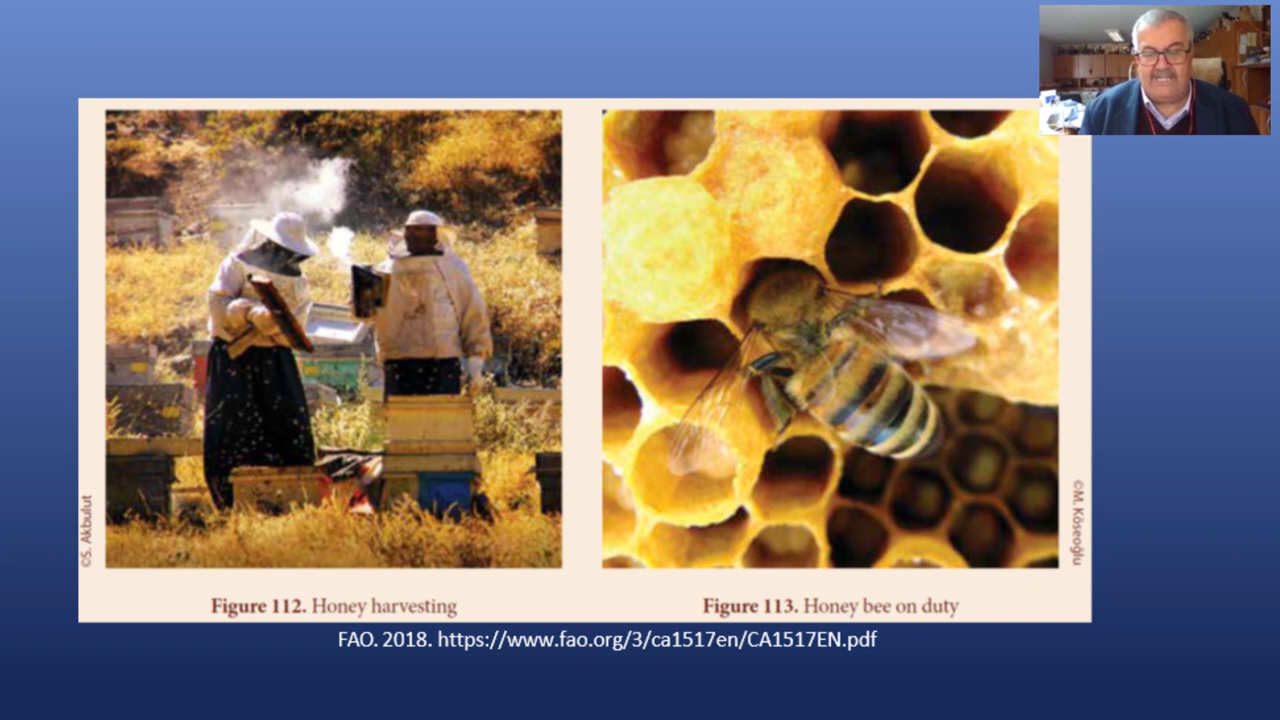 ©S. Akbulut
©M. Köseoğlu
Figure 112. Honey harvesting
Figure 113. Honey bee on duty
FAO. 2018. https://www.fao.org/3/ca1517en/CA1517EN.pdf